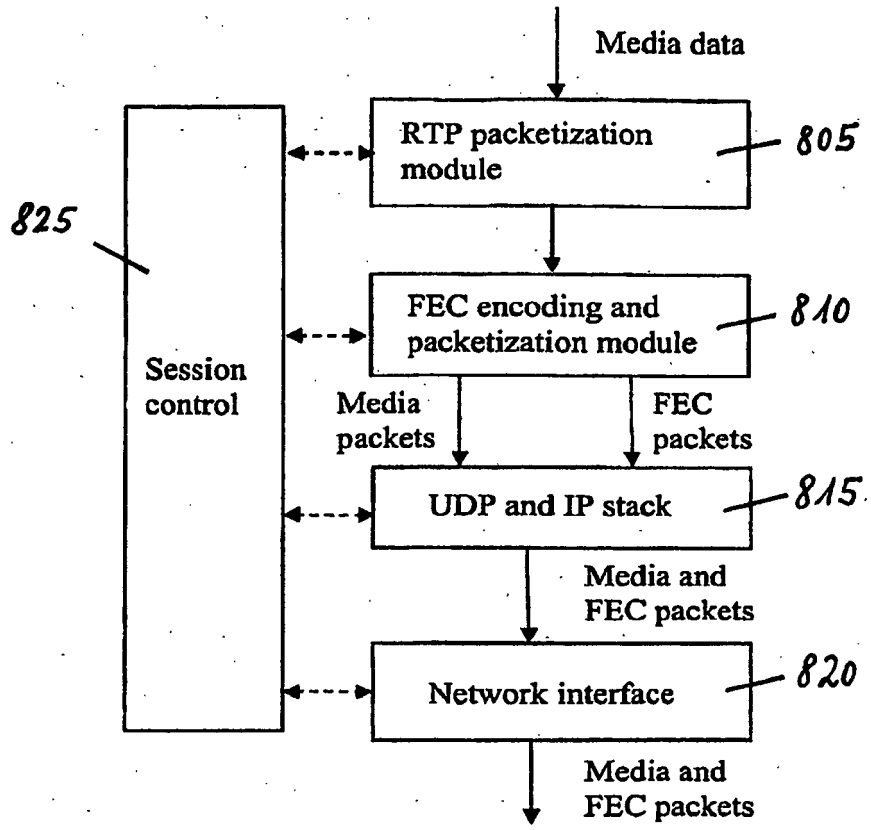 Media data
RTP packetization
module
805
825
FEC encoding and
packetization module
810
Session
control
Media
packets
FEC
packets
UDP and IP stack
815
Media and
FEC packets
Network interface
820
Media and
FEC packets